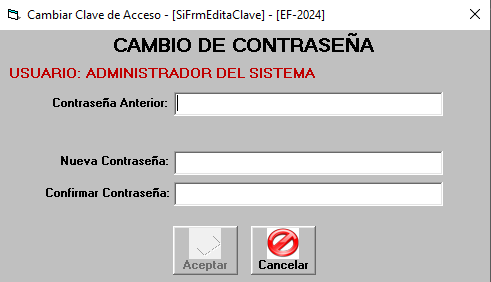 Cambiar Clave de Acceso - [SiFrmEditaClave] - [EF-2024]
CAMBIO DE CONTRASEÑA
USUARIO: ADMINISTRADOR DEL SISTEMA
Contraseña Anterior:
Nueva Contraseña:
Confirmar Contraseña:
Aceptar Cancelar